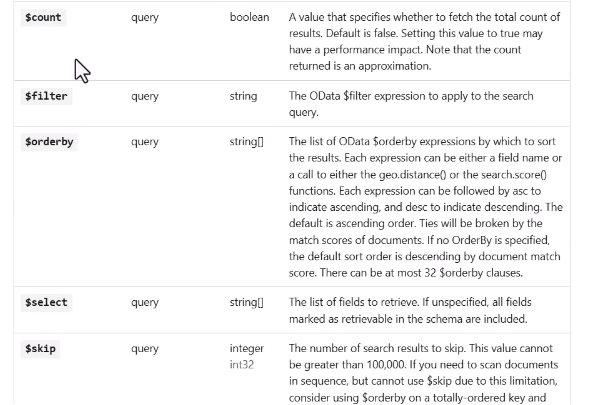 $count query boolean A value that specifies whether to fetch the total count of
results. Default is false. Setting this value to true may
have a performance impact. Note that the count
returned is an approximation.
$filter query string The OData $filter expression to apply to the search
query.
$orderby query string[] The list of OData $orderby expressions by which to sort
the results. Each expression can be either a field name or
a call to either the geo.distance() or the search.score()
functions. Each expression can be followed by asc to
indicate ascending, and desc to indicate descending. The
default is ascending order. Ties will be broken by the
match scores of documents. If no OrderBy is specified,
the default sort order is descending by document match
score. There can be at most 32 $orderby clauses.
$select query string[] The list of fields to retrieve. If unspecified, all fields
marked as retrievable in the schema are included.
$skip query integer The number of search results to skip. This value cannot
int32 be greater than 100,000. If you need to scan documents
in sequence, but cannot use $skip due to this limitation,
consider using $orderby on a totally-ordered key and